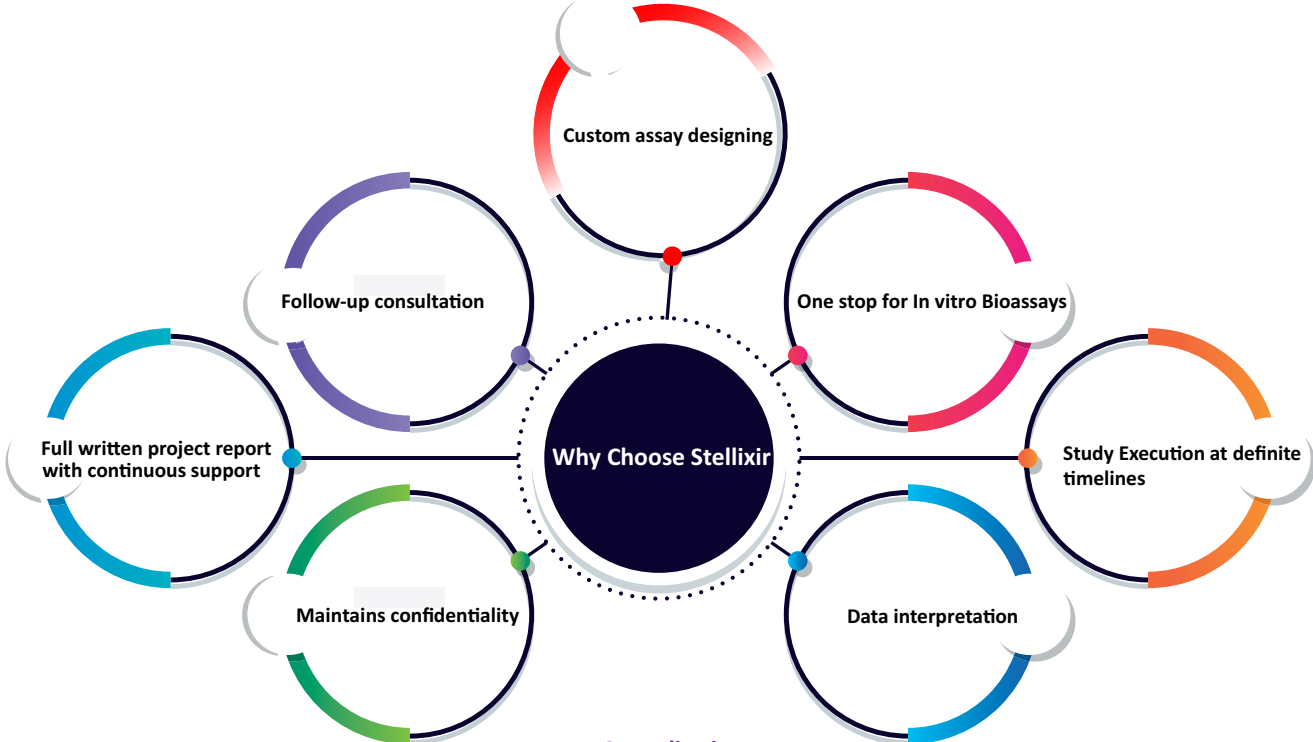 Custom assay designing
Follow-up consultation
One stop for In vitro Bioassays
Full written project report
with continuous support
Why Choose Stellixir
Study Execution at definite
timelines
Maintains confidentiality
Data interpretation